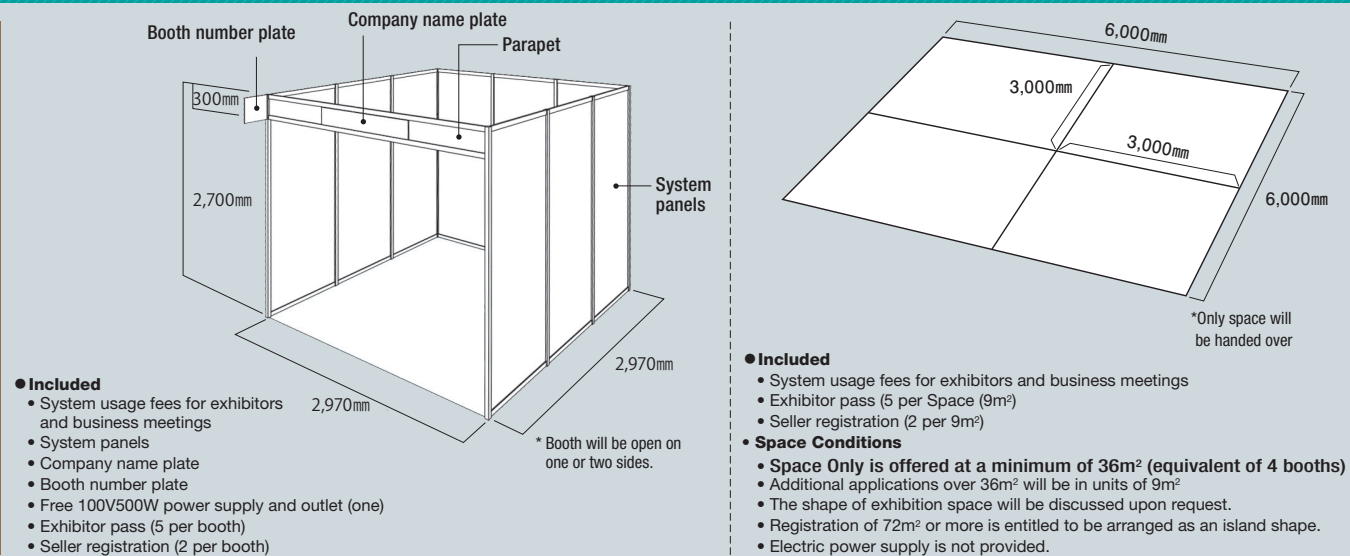 Booth number plate
Company name plate
Parapet
300㎜
2,700㎜
System
panels
2,970㎜
2,970㎜
* Booth will be open on
one or two sides.
●Included
• System usage fees for exhibitors
and business meetings
• System panels
• Company name plate
• Booth number plate
• Free 100V500W power supply and outlet (one)
• Exhibitor pass (5 per booth)
• Seller registration (2 per booth)
6,000㎜
3,000㎜
3,000㎜
6,000㎜
*Only space will
be handed over
●Included
• System usage fees for exhibitors and business meetings
• Exhibitor pass (5 per Space (9m²)
• Seller registration (2 per 9m²)
• Space Conditions
• Space Only is offered at a minimum of 36m² (equivalent of 4 booths)
• Additional applications over 36m² will be in units of 9m²
• The shape of exhibition space will be discussed upon request.
• Registration of 72m² or more is entitled to be arranged as an island shape.
• Electric power supply is not provided.